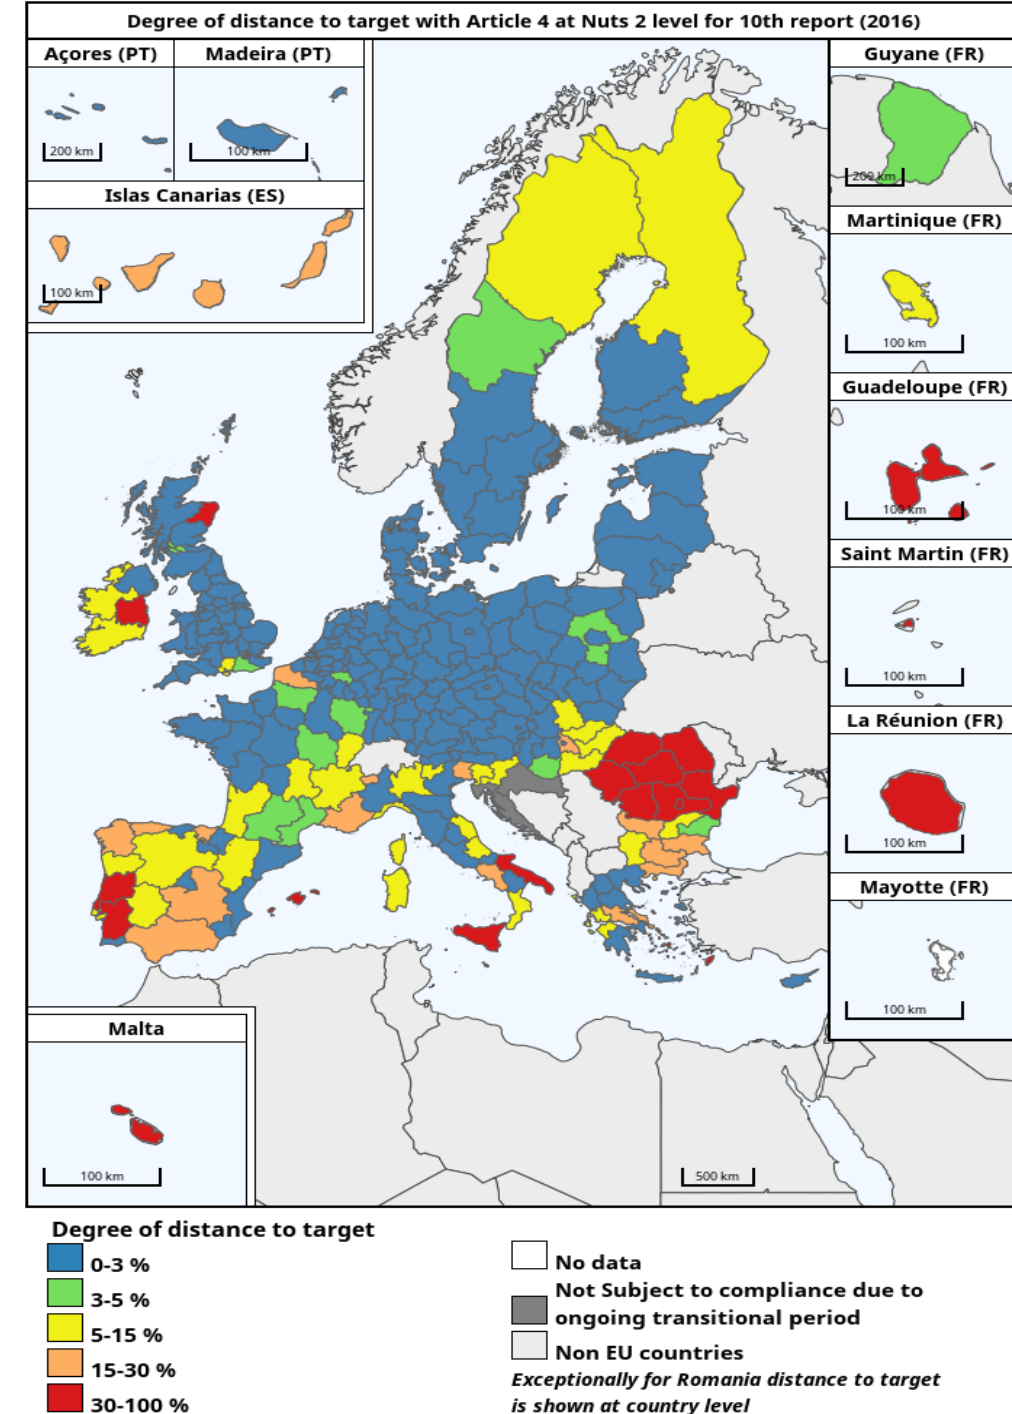 Degree of distance to target with Article 4 at Nuts 2 level for 10th report (2016)
Açores (PT)
Madeira (PT)
200 km
100 km
Islas Canarias (ES)
100 km
Guyane (FR)
200 km
Martinique (FR)
100 km
Guadeloupe (FR)
100 km
Saint Martin (FR)
100 km
La Réunion (FR)
100 km
Mayotte (FR)
100 km
Malta
100 km
500 km
Degree of distance to target
0-3 %
3-5 %
5-15 %
15-30 %
30-100 %
No data
Not Subject to compliance due to
ongoing transitional period
Non EU countries
Exceptionally for Romania distance to target
is shown at country level